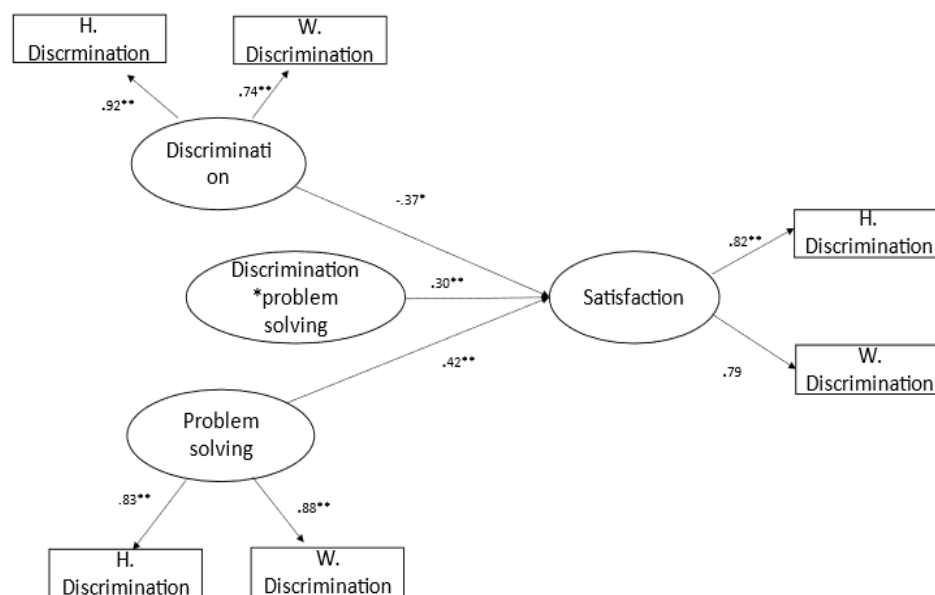 H.
Discrmination
W.
Discrimination
.92**
.74**
Discriminati
on
-.37*
H.
Discrimination
.82**
Discrimination
*problem
solving
.30**
Satisfaction
.42**
W.
Discrimination
.79
Problem
solving
.83**
.88**
H.
Discrimination
W.
Discrimination